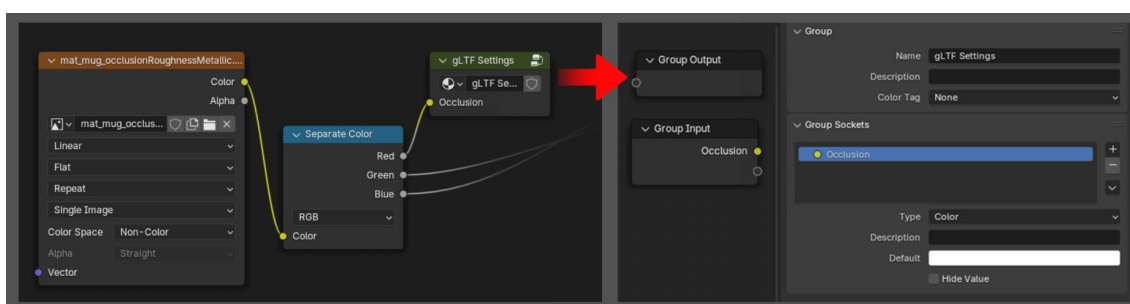 mat_mug_occlusionRoughnessMetallic....
Color
Alpha
mat_mug_occlus...
Linear
Flat
Repeat
Single Image
Color Space Non-Color
Alpha Straight
Vector
Separate Color
Red
Green
Blue
RGB
Color
gLTF Settings
gLTF Se...
Occlusion
Group Output
Group Input
Occlusion
Group
Name gLTF Settings
Description
Color Tag None
Group Sockets
Occlusion
Type Color
Description
Default
Hide Value